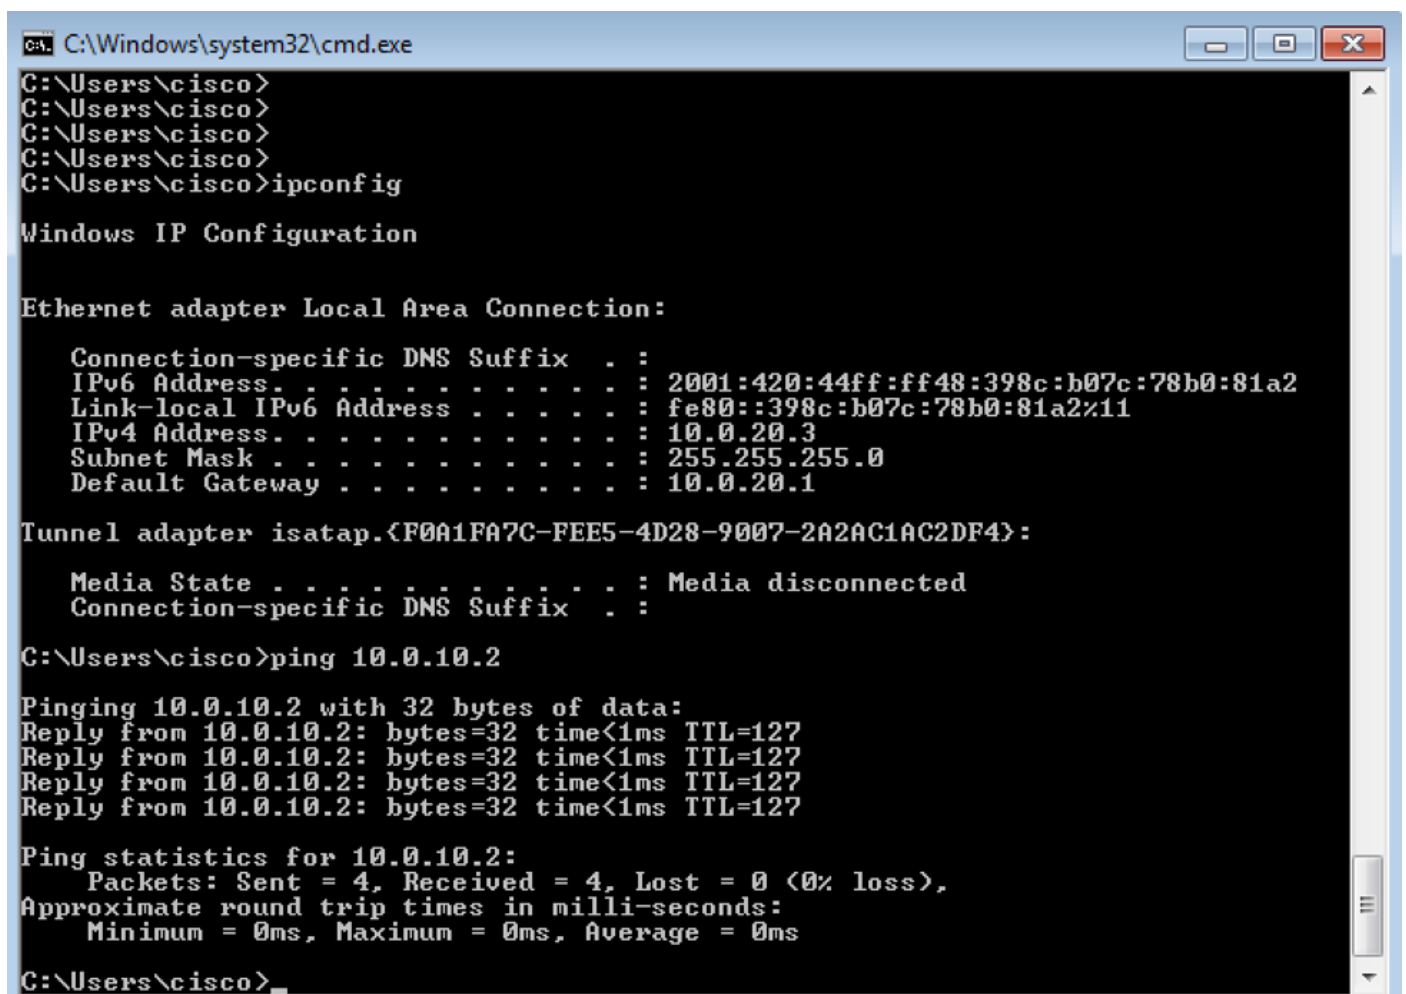 C:\Windows\system32\cmd.exe
C:\Users\cisco>
C:\Users\cisco>
C:\Users\cisco>
C:\Users\cisco>
C:\Users\cisco>ipconfig
Windows IP Configuration
Ethernet adapter Local Area Connection:
   Connection-specific DNS Suffix  . :
   IPv6 Address. . . . . . . . . . . : 2001:420:44ff:ff48:398c:b07c:78b0:81a2
   Link-local IPv6 Address . . . . . : fe80::398c:b07c:78b0:81a2%11
   IPv4 Address. . . . . . . . . . . : 10.0.20.3
   Subnet Mask . . . . . . . . . . . : 255.255.255.0
   Default Gateway . . . . . . . . . : 10.0.20.1
Tunnel adapter isatap.{F0A1FA7C-FEE5-4D28-9007-2A2AC1AC2DF4}:
   Media State . . . . . . . . . . . : Media disconnected
   Connection-specific DNS Suffix  . :
C:\Users\cisco>ping 10.0.10.2
Pinging 10.0.10.2 with 32 bytes of data:
Reply from 10.0.10.2: bytes=32 time<1ms TTL=127
Reply from 10.0.10.2: bytes=32 time<1ms TTL=127
Reply from 10.0.10.2: bytes=32 time<1ms TTL=127
Reply from 10.0.10.2: bytes=32 time<1ms TTL=127
Ping statistics for 10.0.10.2:
    Packets: Sent = 4, Received = 4, Lost = 0 (0% loss),
Approximate round trip times in milli-seconds:
    Minimum = 0ms, Maximum = 0ms, Average = 0ms
C:\Users\cisco>_